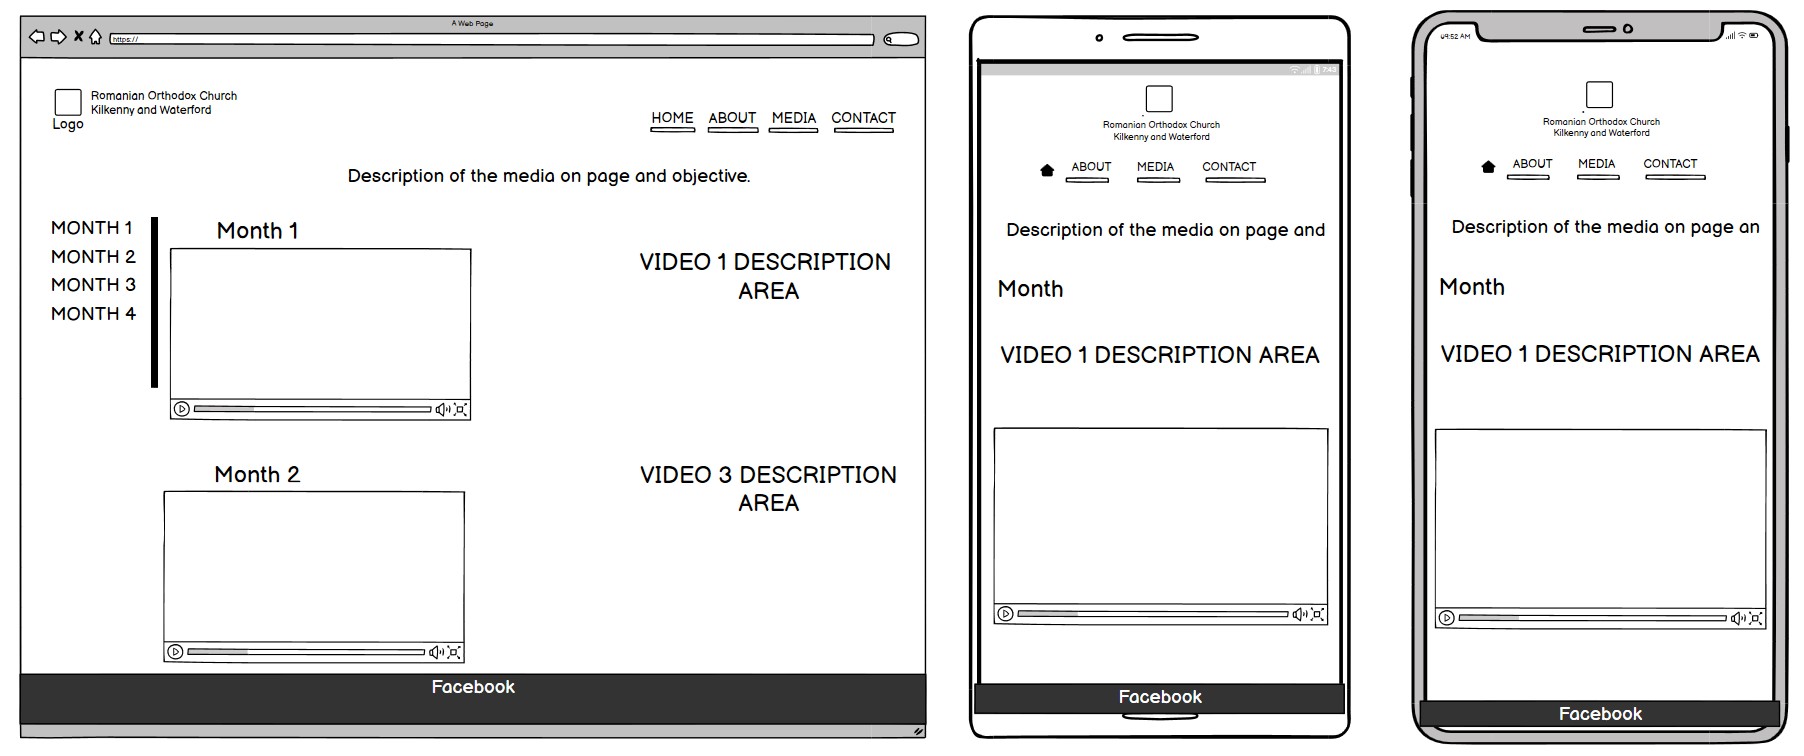 A Web Page
https://
Romanian Orthodox Church
Kilkenny and Waterford
Logo
HOME ABOUT MEDIA CONTACT
Description of the media on page and objective.
MONTH 1
MONTH 2
MONTH 3
MONTH 4
Month 1
VIDEO 1 DESCRIPTION
AREA
Month 2
VIDEO 3 DESCRIPTION
AREA
Facebook
7:43
Romanian Orthodox Church
Kilkenny and Waterford
ABOUT MEDIA CONTACT
Description of the media on page and
Month
VIDEO 1 DESCRIPTION AREA
Facebook
09:52 AM
Romanian Orthodox Church
Kilkenny and Waterford
ABOUT MEDIA CONTACT
Description of the media on page an
Month
VIDEO 1 DESCRIPTION AREA
Facebook